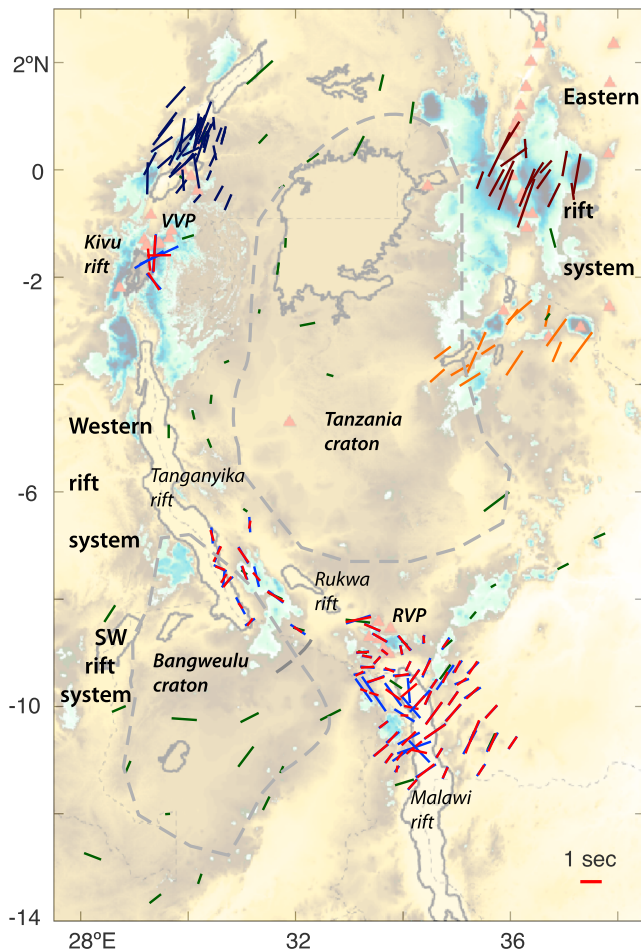 2ºN
Eastern
0
VVP
rift
Kivu
rift
system
-2
Tanzania
craton
Western
Tanganyika
rift
rift
-6
system
Rukwa
rift
RVP
SW
rift
system
Bangweulu
craton
-10
Malawi
rift
1 sec
-14
28ºE
32
36